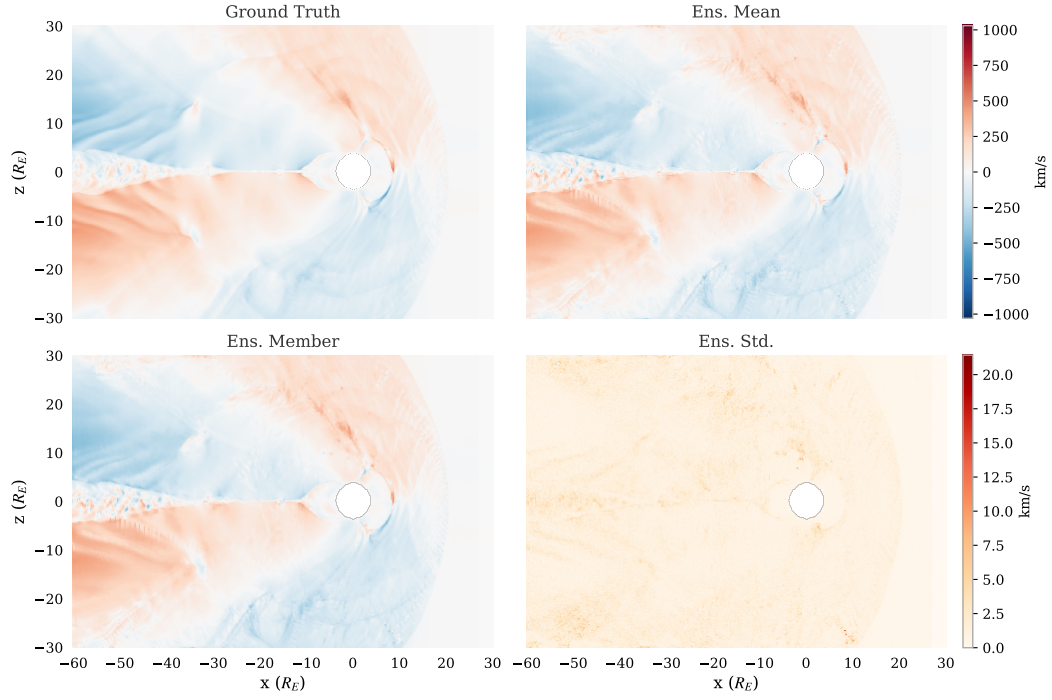 Ground Truth
Ens. Mean
30
20
10
0
−10
−20
−30
z (R_E)
1000
750
500
250
0
−250
−500
−750
−1000
km/s
Ens. Member
Ens. Std.
30
20
10
0
−10
−20
−30
z (R_E)
20.0
17.5
15.0
12.5
10.0
7.5
5.0
2.5
0.0
km/s
−60 −50 −40 −30 −20 −10 0 10 20 30
−60 −50 −40 −30 −20 −10 0 10 20 30
x (R_E)
x (R_E)